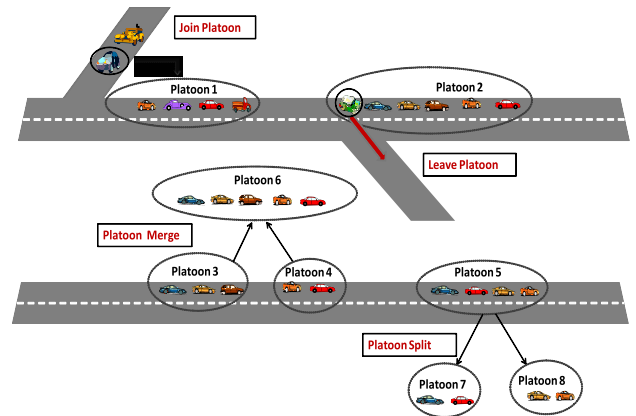 Join Platoon
Platoon 1
Platoon 2
Leave Platoon
Platoon 6
Platoon Merge
Platoon 3
Platoon 4
Platoon 5
Platoon Split
Platoon 7
Platoon 8